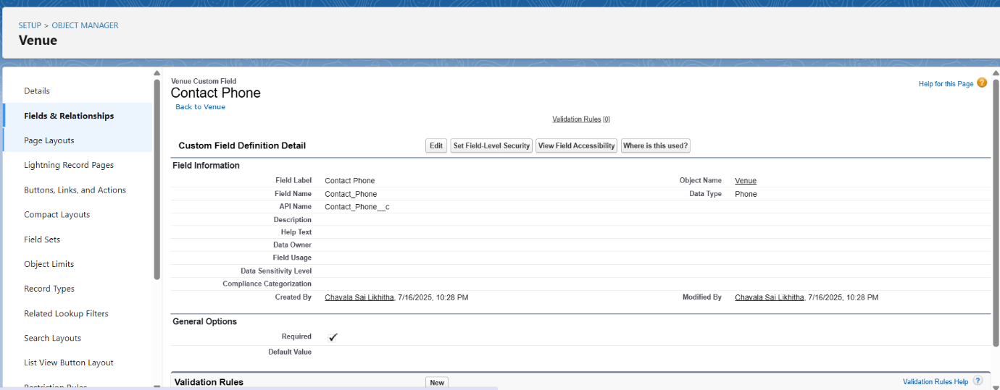 SETUP > OBJECT MANAGER
Venue
Details
Fields & Relationships
Page Layouts
Lightning Record Pages
Buttons, Links, and Actions
Compact Layouts
Field Sets
Object Limits
Record Types
Related Lookup Filters
Search Layouts
List View Button Layout
Restriction Rules
Venue Custom Field
Contact Phone
Back to Venue
Help for this Page ?
Validation Rules [0]
Custom Field Definition Detail Edit Set Field-Level Security View Field Accessibility Where is this used?
Field Information
Field Label Contact Phone Object Name Venue
Field Name Contact_Phone Data Type Phone
API Name Contact_Phone__c
Description
Help Text
Data Owner
Field Usage
Data Sensitivity Level
Compliance Categorization
Created By Chavala Sai Likhitha, 7/16/2025, 10:28 PM Modified By Chavala Sai Likhitha, 7/16/2025, 10:28 PM
General Options
Required ✓
Default Value
Validation Rules New Validation Rules Help ?